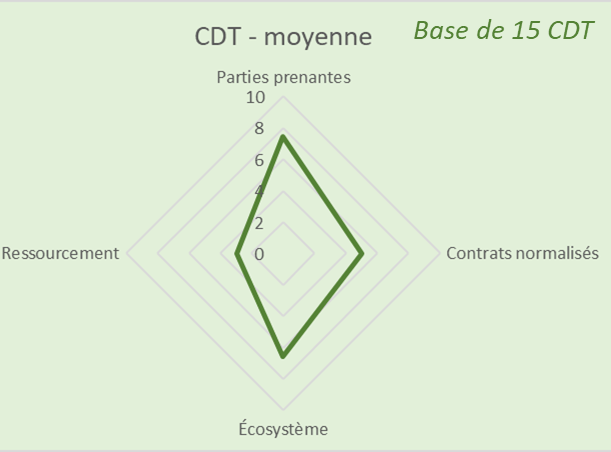 CDT - moyenne
Base de 15 CDT
Parties prenantes
10
8
6
4
2
0
Ressourcement
Contrats normalisés
Écosystème